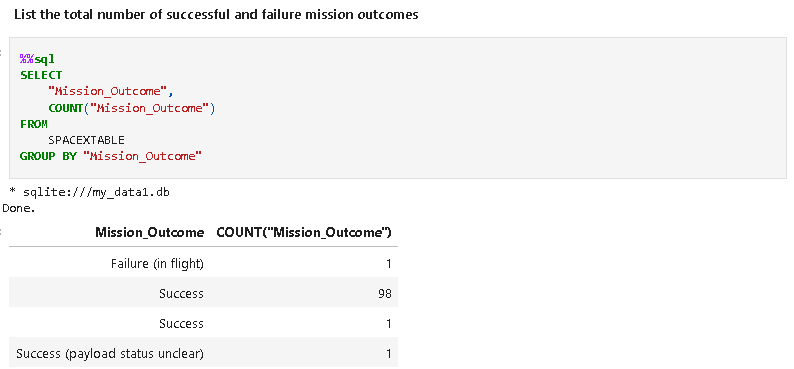 List the total number of successful and failure mission outcomes
%%sql
SELECT
"Mission_Outcome",
COUNT("Mission_Outcome")
FROM
SPACEXTABLE
GROUP BY "Mission_Outcome"
* sqlite:///my_data1.db
Done.
Mission_Outcome COUNT("Mission_Outcome")
Failure (in flight) 1
Success 98
Success 1
Success (payload status unclear) 1